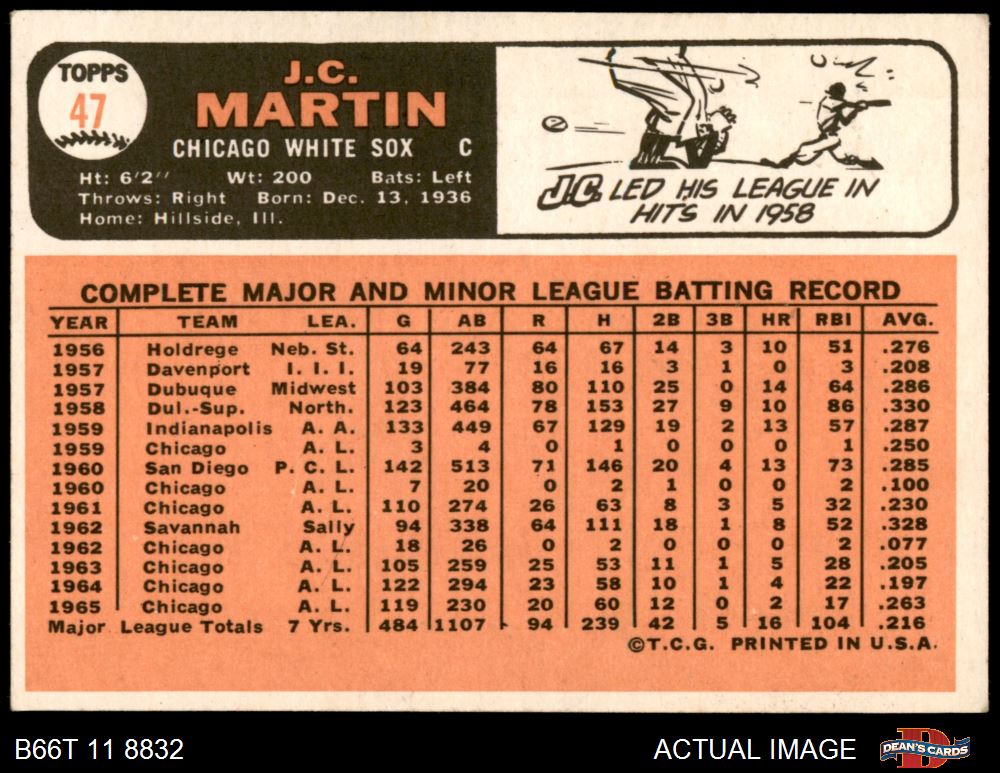 TOPPS
47
J.C.
MARTIN
CHICAGO WHITE SOX C
Ht: 6'2" Wt: 200 Bats: Left
Throws: Right Born: Dec. 13, 1936
Home: Hillside, Ill.
J.C. LED HIS LEAGUE IN
HITS IN 1958
COMPLETE MAJOR AND MINOR LEAGUE BATTING RECORD
YEAR TEAM LEA. G AB R H 2B 3B HR RBI AVG.
1956 Holdrege Neb. St. 64 243 64 67 14 3 10 51 .276
1957 Davenport I. I. I. 19 77 16 16 3 1 0 3 .208
1957 Dubuque Midwest 103 384 80 110 25 0 14 64 .286
1958 Dul.-Sup. North. 123 464 78 153 27 9 10 86 .330
1959 Indianapolis A. A. 133 449 67 129 19 2 13 57 .287
1959 Chicago A. L. 3 4 0 1 0 0 0 1 .250
1960 San Diego P. C. L. 142 513 71 146 20 4 13 73 .285
1960 Chicago A. L. 7 20 0 2 1 0 0 2 .100
1961 Chicago A. L. 110 274 26 63 8 3 5 32 .230
1962 Savannah Sally 94 338 64 111 18 1 8 52 .328
1962 Chicago A. L. 18 26 0 2 0 0 0 2 .077
1963 Chicago A. L. 105 259 25 53 11 1 5 28 .205
1964 Chicago A. L. 122 294 23 58 10 1 4 22 .197
1965 Chicago A. L. 119 230 20 60 12 0 2 17 .263
Major League Totals 7 Yrs. 484 1107 94 239 42 5 16 104 .216
©T.C.G. PRINTED IN U.S.A.
B66T 11 8832 ACTUAL IMAGE
DEAN'S CARDS